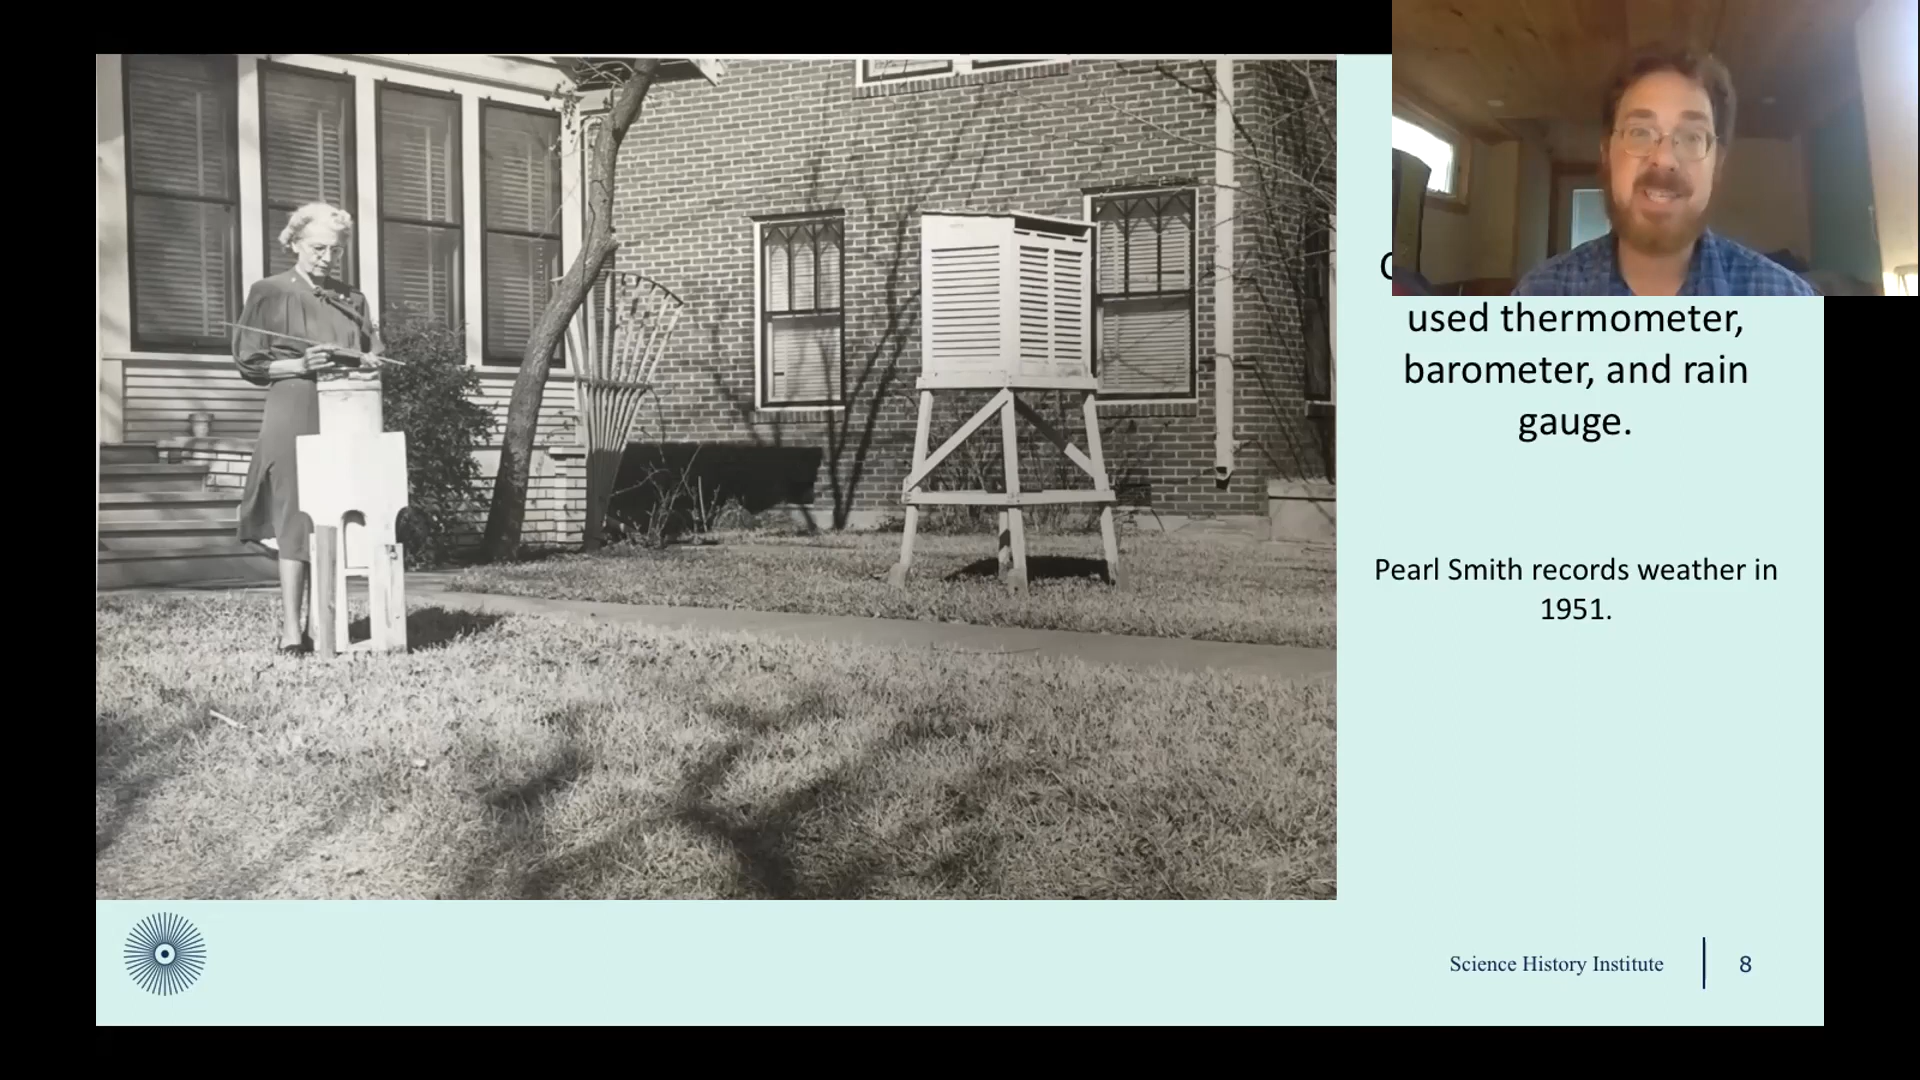 used thermometer,
barometer, and rain
gauge.
Pearl Smith records weather in
1951.
Science History Institute
8